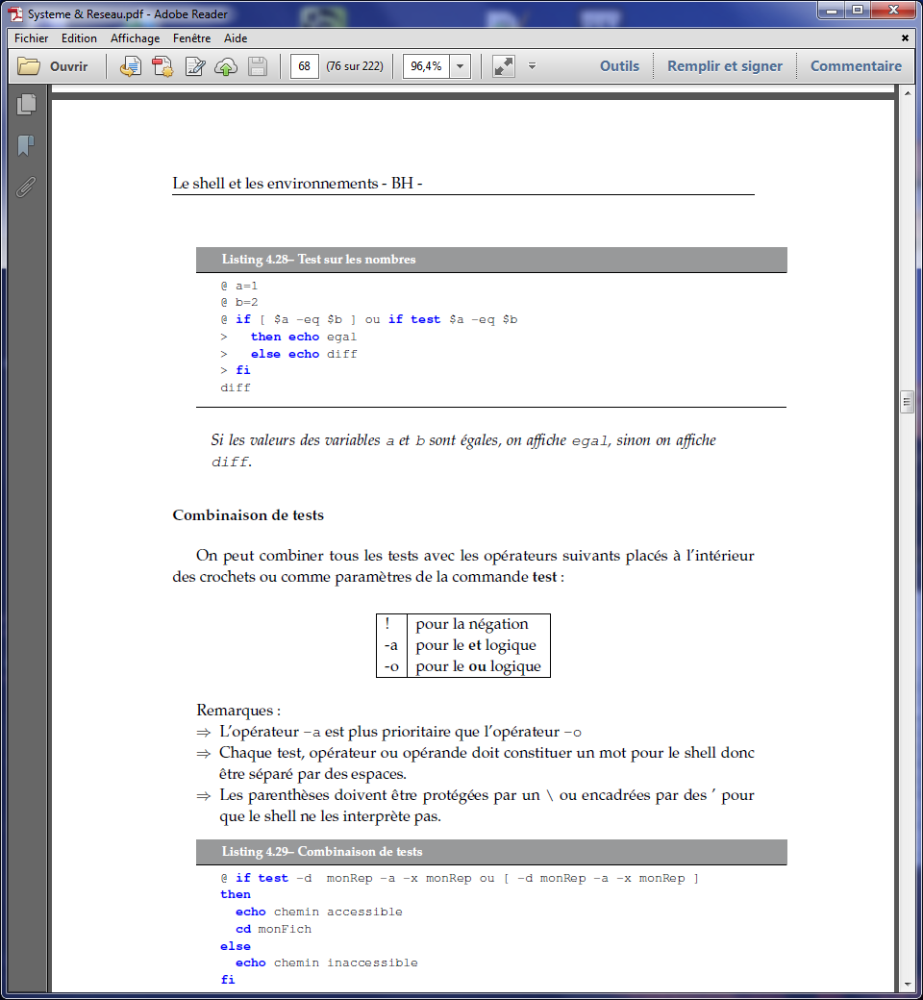 Systeme & Reseau.pdf - Adobe Reader
Fichier Edition Affichage Fenêtre Aide
Ouvrir 68 (76 sur 222) 96,4% Outils Remplir et signer Commentaire
Le shell et les environnements - BH -
Listing 4.28– Test sur les nombres
@ a=1
@ b=2
@ if [ $a -eq $b ] ou if test $a -eq $b
> then echo egal
> else echo diff
> fi
diff
Si les valeurs des variables a et b sont égales, on affiche egal, sinon on affiche
diff.
Combinaison de tests
On peut combiner tous les tests avec les opérateurs suivants placés à l'intérieur
des crochets ou comme paramètres de la commande test :
! pour la négation
-a pour le et logique
-o pour le ou logique
Remarques :
⇒ L'opérateur -a est plus prioritaire que l'opérateur -o
⇒ Chaque test, opérateur ou opérande doit constituer un mot pour le shell donc
être séparé par des espaces.
⇒ Les parenthèses doivent être protégées par un \ ou encadrées par des ' pour
que le shell ne les interprète pas.
Listing 4.29– Combinaison de tests
@ if test -d monRep -a -x monRep ou [ -d monRep -a -x monRep ]
then
echo chemin accessible
cd monFich
else
echo chemin inaccessible
fi